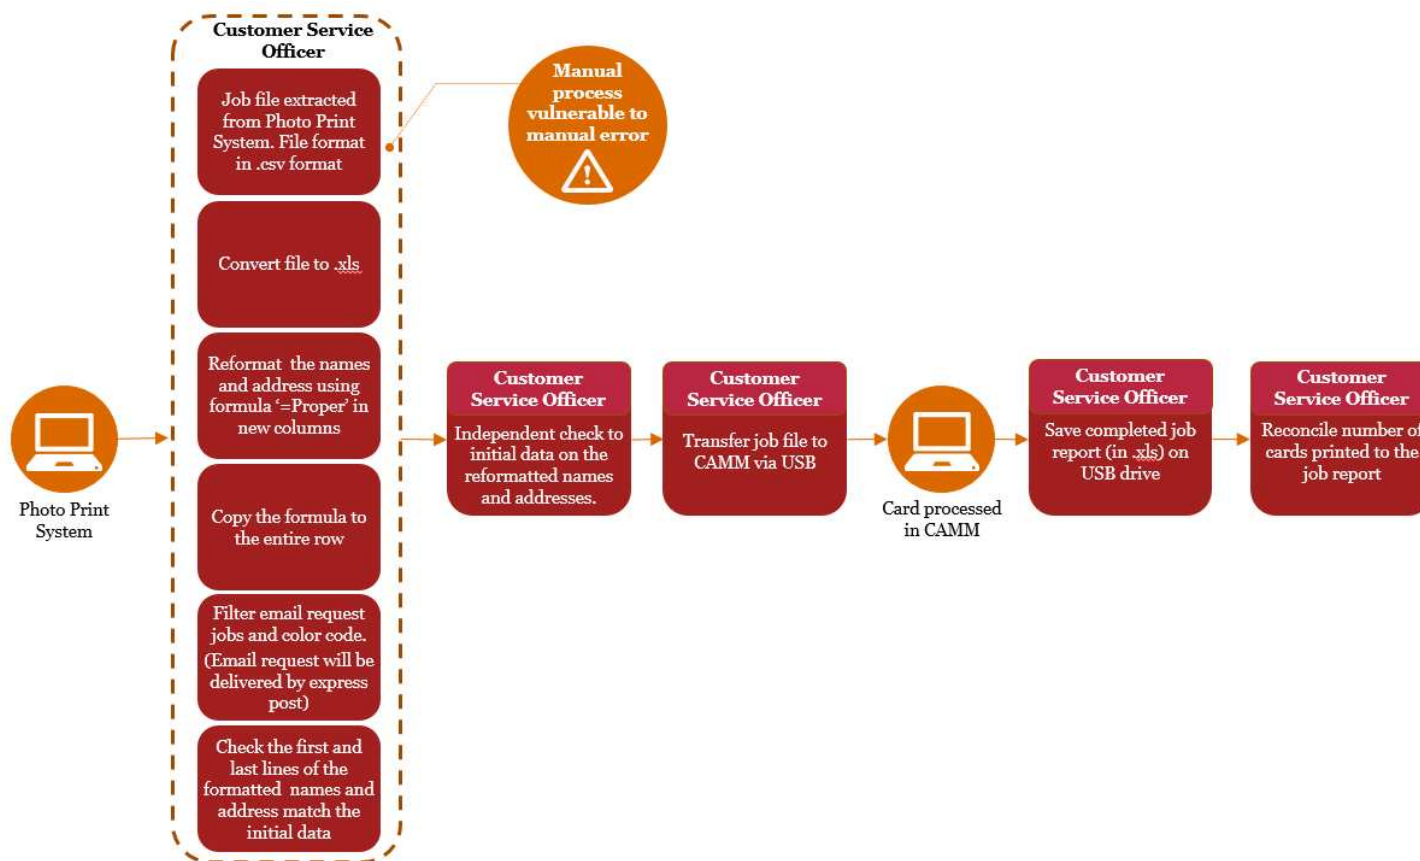 Customer Service
Officer
Job file extracted
from Photo Print
System. File format
in .csv format
Convert file to .xls
Reformat the names
and address using
formula ‘=Proper’ in
new columns
Copy the formula to
the entire row
Filter email request
jobs and color code.
(Email request will be
delivered by express
post)
Check the first and
last lines of the
formatted names and
address match the
initial data
Manual
process
vulnerable to
manual error
Photo Print
System
Customer
Service Officer
Independent check to
initial data on the
reformatted names
and addresses.
Customer
Service Officer
Transfer job file to
CAMM via USB
Card processed
in CAMM
Customer
Service Officer
Save completed job
report (in .xls) on
USB drive
Customer
Service Officer
Reconcile number of
cards printed to the
job report